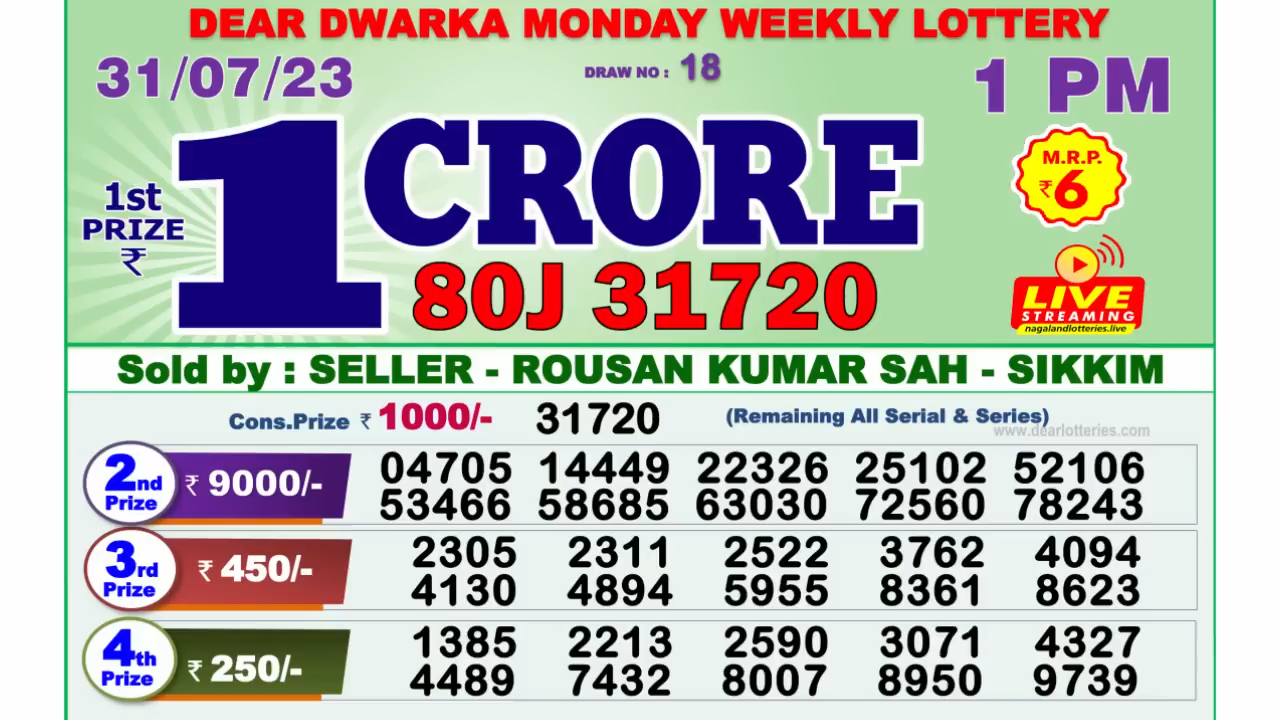 DEAR DWARKA MONDAY WEEKLY LOTTERY
31/07/23 DRAW NO : 18 1 PM
1st PRIZE ₹ 1 CRORE
80J 31720
M.R.P.
₹6
LIVE
STREAMING
nagalandlotteries.live
Sold by : SELLER - ROUSAN KUMAR SAH - SIKKIM
Cons.Prize ₹ 1000/- 31720 (Remaining All Serial & Series)
www.dearlotteries.com
2nd Prize ₹ 9000/-
04705 14449 22326 25102 52106
53466 58685 63030 72560 78243
3rd Prize ₹ 450/-
2305 2311 2522 3762 4094
4130 4894 5955 8361 8623
4th Prize ₹ 250/-
1385 2213 2590 3071 4327
4489 7432 8007 8950 9739